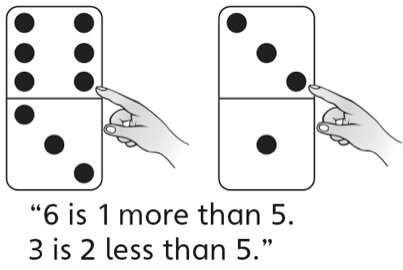 “6 is 1 more than 5.
3 is 2 less than 5.”